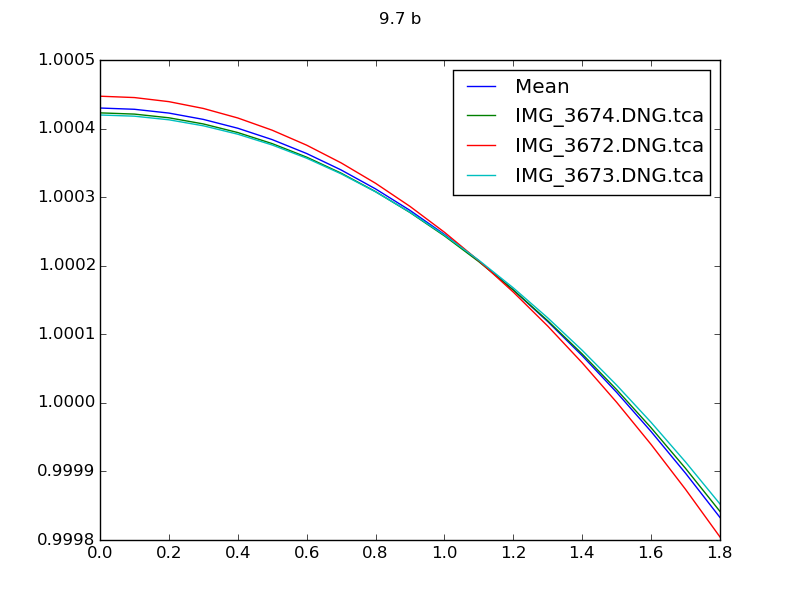 9.7 b
1.0005
1.0004
1.0003
1.0002
1.0001
1.0000
0.9999
0.9998
Mean
IMG_3674.DNG.tca
IMG_3672.DNG.tca
IMG_3673.DNG.tca
0.0 0.2 0.4 0.6 0.8 1.0 1.2 1.4 1.6 1.8